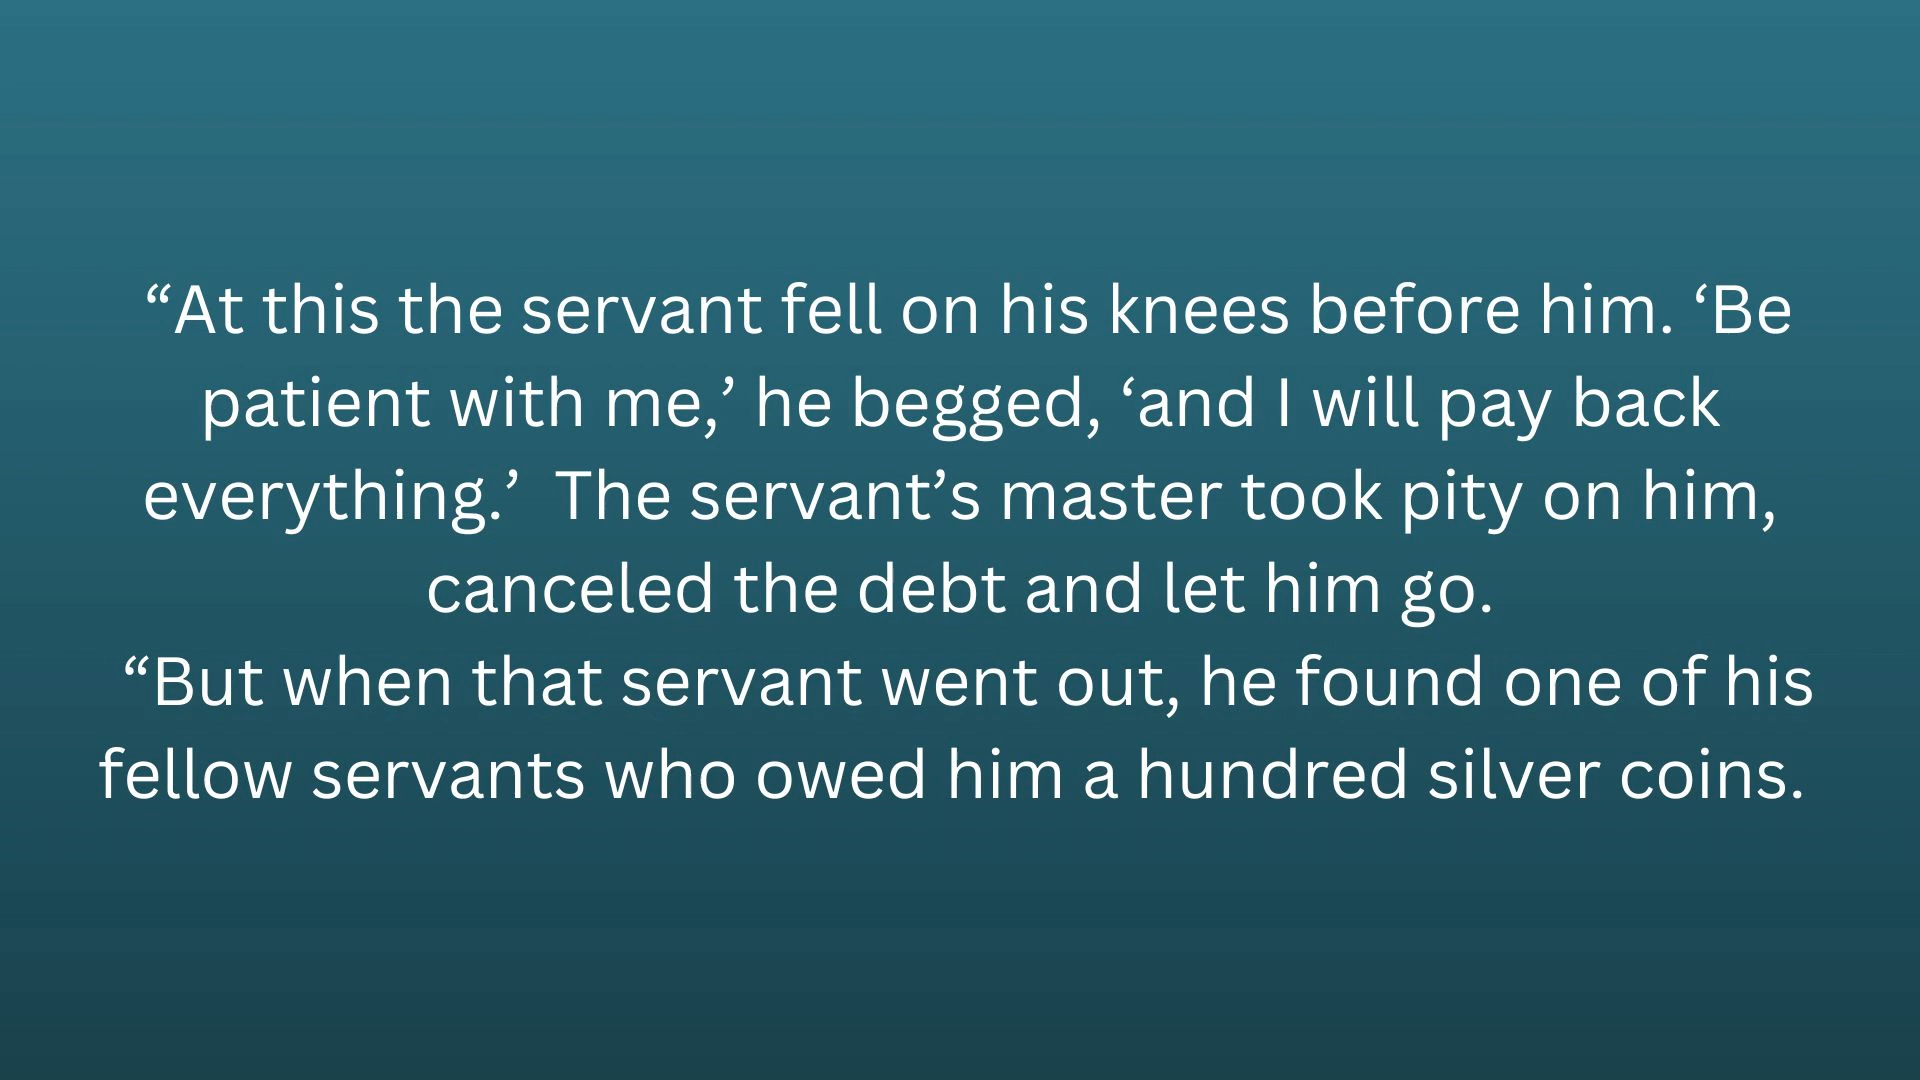 “At this the servant fell on his knees before him. ‘Be
patient with me,’ he begged, ‘and I will pay back
everything.’  The servant’s master took pity on him,
canceled the debt and let him go.
“But when that servant went out, he found one of his
fellow servants who owed him a hundred silver coins.